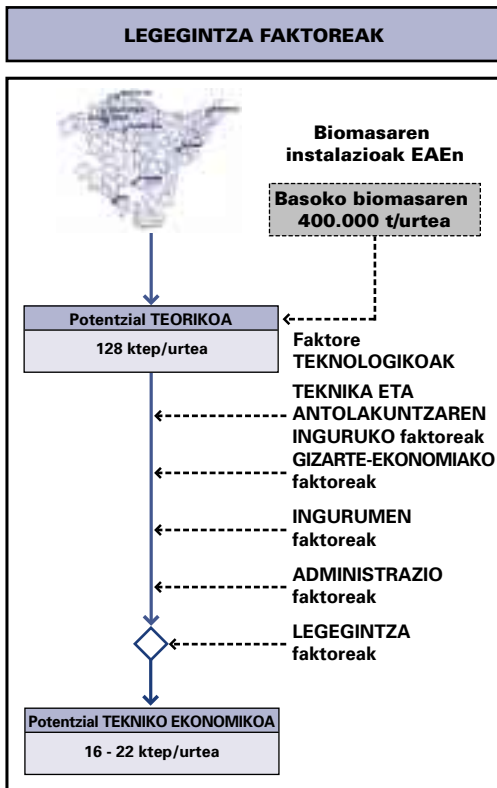 LEGEGINTZA FAKTOREAK
Biomasaren
instalazioak EAEn
Basoko biomasaren
400.000 t/urtea
Potentzial TEORIKOA
128 ktep/urtea
Faktore
TEKNOLOGIKOAK
TEKNIKA ETA
ANTOLAKUNTZAREN
INGURUKO faktoreak
GIZARTE-EKONOMIAKO
faktoreak
INGURUMEN
faktoreak
ADMINISTRAZIO
faktoreak
LEGEGINTZA
faktoreak
Potentzial TEKNIKO EKONOMIKOA
16 - 22 ktep/urtea